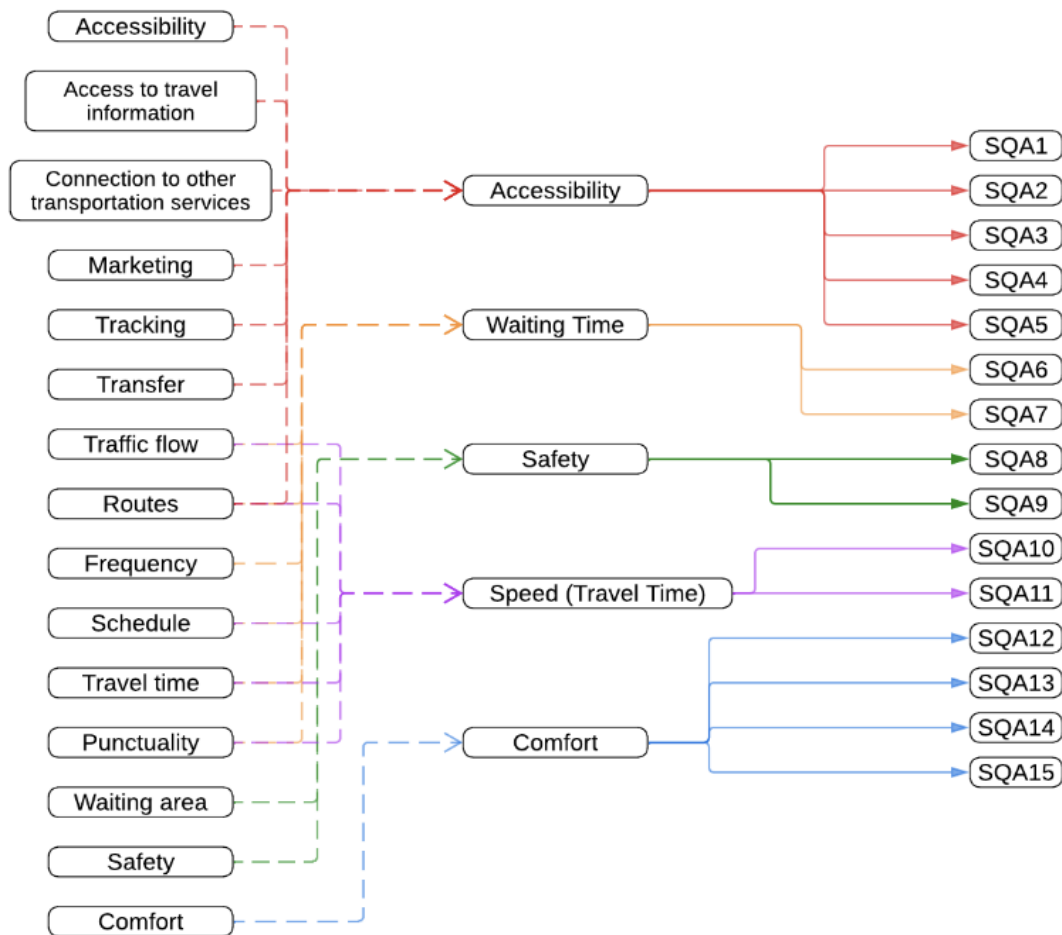 Accessibility
Access to travel
information
Connection to other
transportation services
Marketing
Tracking
Transfer
Traffic flow
Routes
Frequency
Schedule
Travel time
Punctuality
Waiting area
Safety
Comfort
Accessibility
Waiting Time
Safety
Speed (Travel Time)
Comfort
SQA1
SQA2
SQA3
SQA4
SQA5
SQA6
SQA7
SQA8
SQA9
SQA10
SQA11
SQA12
SQA13
SQA14
SQA15